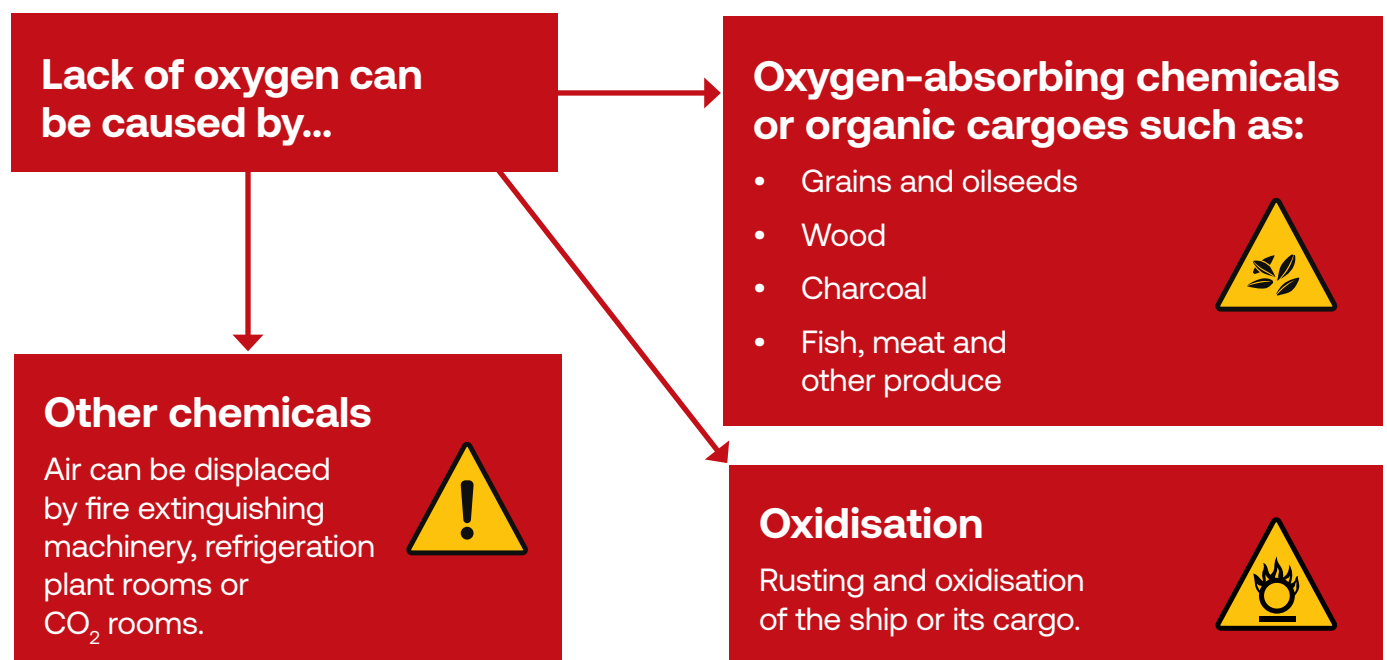 Lack of oxygen can
be caused by...
Oxygen-absorbing chemicals
or organic cargoes such as:
• Grains and oilseeds
• Wood
• Charcoal
• Fish, meat and
other produce
Other chemicals
Air can be displaced
by fire extinguishing
machinery, refrigeration
plant rooms or
CO₂ rooms.
Oxidisation
Rusting and oxidisation
of the ship or its cargo.